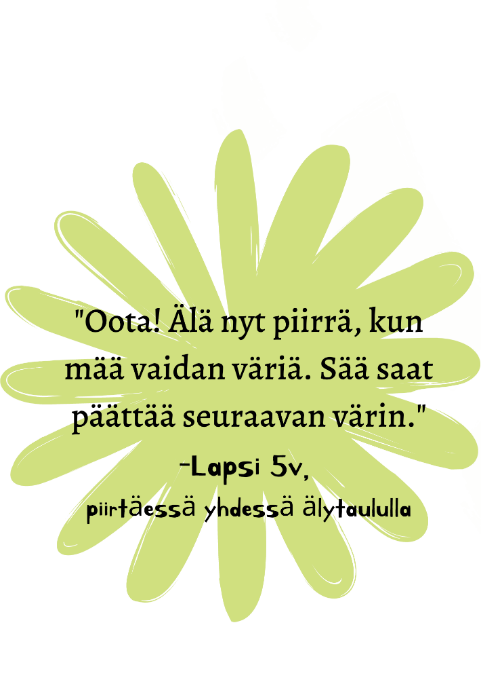 "Oota! Älä nyt piirrä, kun
mää vaidan väriä. Sää saat
päättää seuraavan värin."
-Lapsi 5v,
piirtäessä yhdessä älytaululla